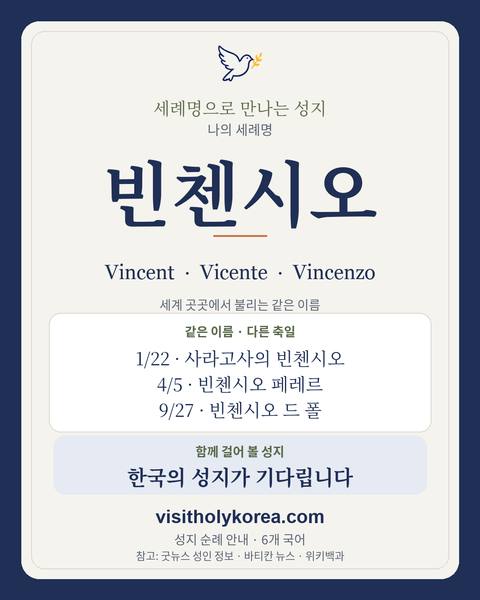 세례명으로 만나는 성지
나의 세례명
빈첸시오
Vincent · Vicente · Vincenzo
세계 곳곳에서 불리는 같은 이름
같은 이름 · 다른 축일
1/22 · 사라고사의 빈첸시오
4/5 · 빈첸시오 페레르
9/27 · 빈첸시오 드 폴
함께 걸어 볼 성지
한국의 성지가 기다립니다
visitholykorea.com
성지 순례 안내 · 6개 국어
참고: 굿뉴스 성인 정보 · 바티칸 뉴스 · 위키백과